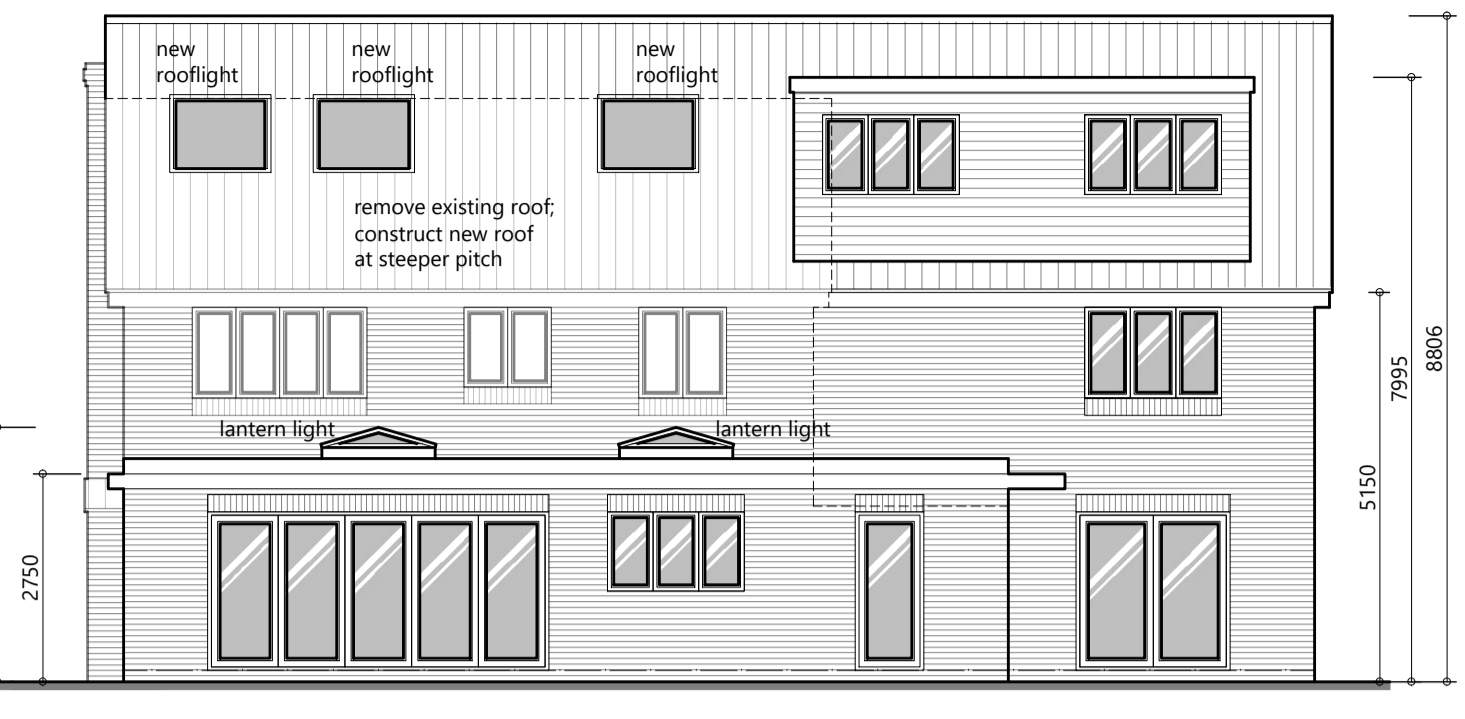 new
rooflight
new
rooflight
new
rooflight
remove existing roof;
construct new roof
at steeper pitch
lantern light
lantern light
2750
5150
7995
8806